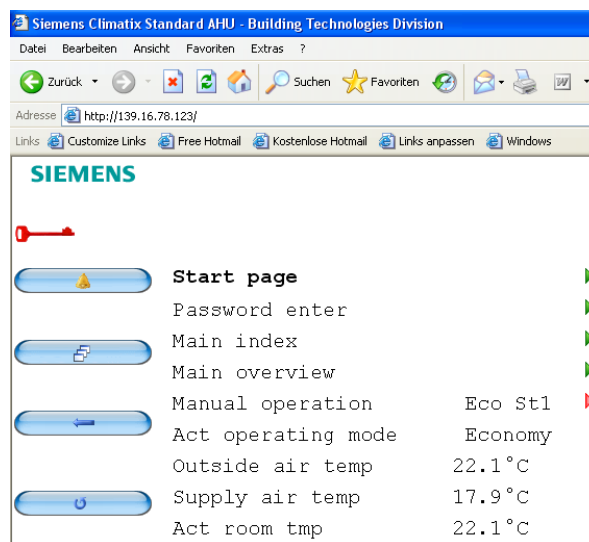 Siemens Climatix Standard AHU - Building Technologies Division
Datei Bearbeiten Ansicht Favoriten Extras ?
Zurück Suchen Favoriten
Adresse http://139.16.78.123/
Links Customize Links Free Hotmail Kostenlose Hotmail Links anpassen Windows
SIEMENS
Start page
Password enter
Main index
Main overview
Manual operation Eco St1
Act operating mode Economy
Outside air temp 22.1°C
Supply air temp 17.9°C
Act room tmp 22.1°C